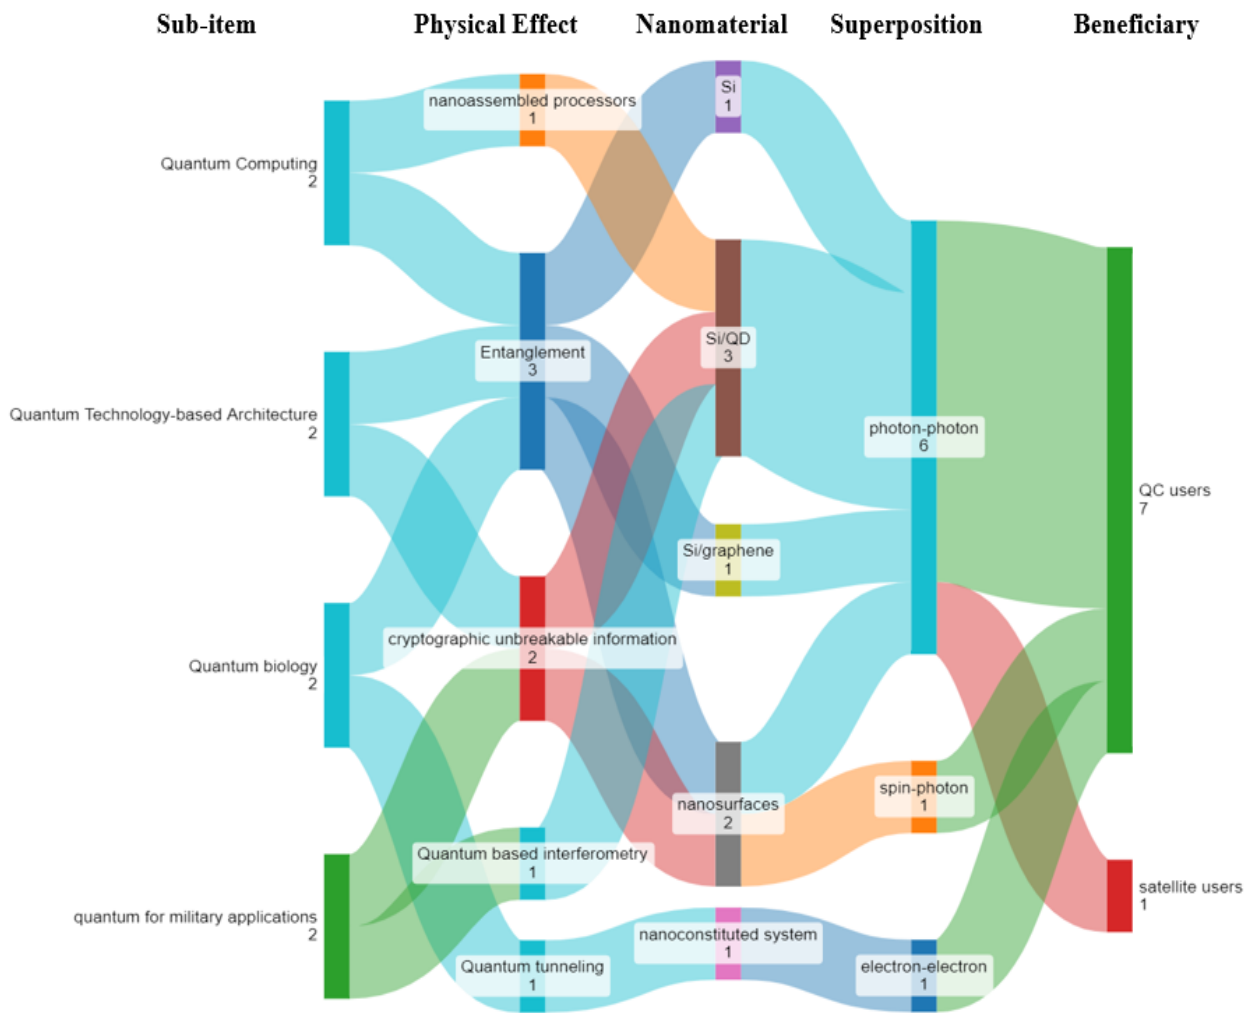 Sub-item
Physical Effect
Nanomaterial
Superposition
Beneficiary
Quantum Computing
2
Quantum Technology-based Architecture
2
Quantum biology
2
quantum for military applications
2
nanoassembled processors
1
Entanglement
3
cryptographic unbreakable information
2
Quantum based interferometry
1
Quantum tunneling
1
Si
1
Si/QD
3
Si/graphene
1
nanosurfaces
2
nanoconstituted system
1
photon-photon
6
spin-photon
1
electron-electron
1
QC users
7
satellite users
1